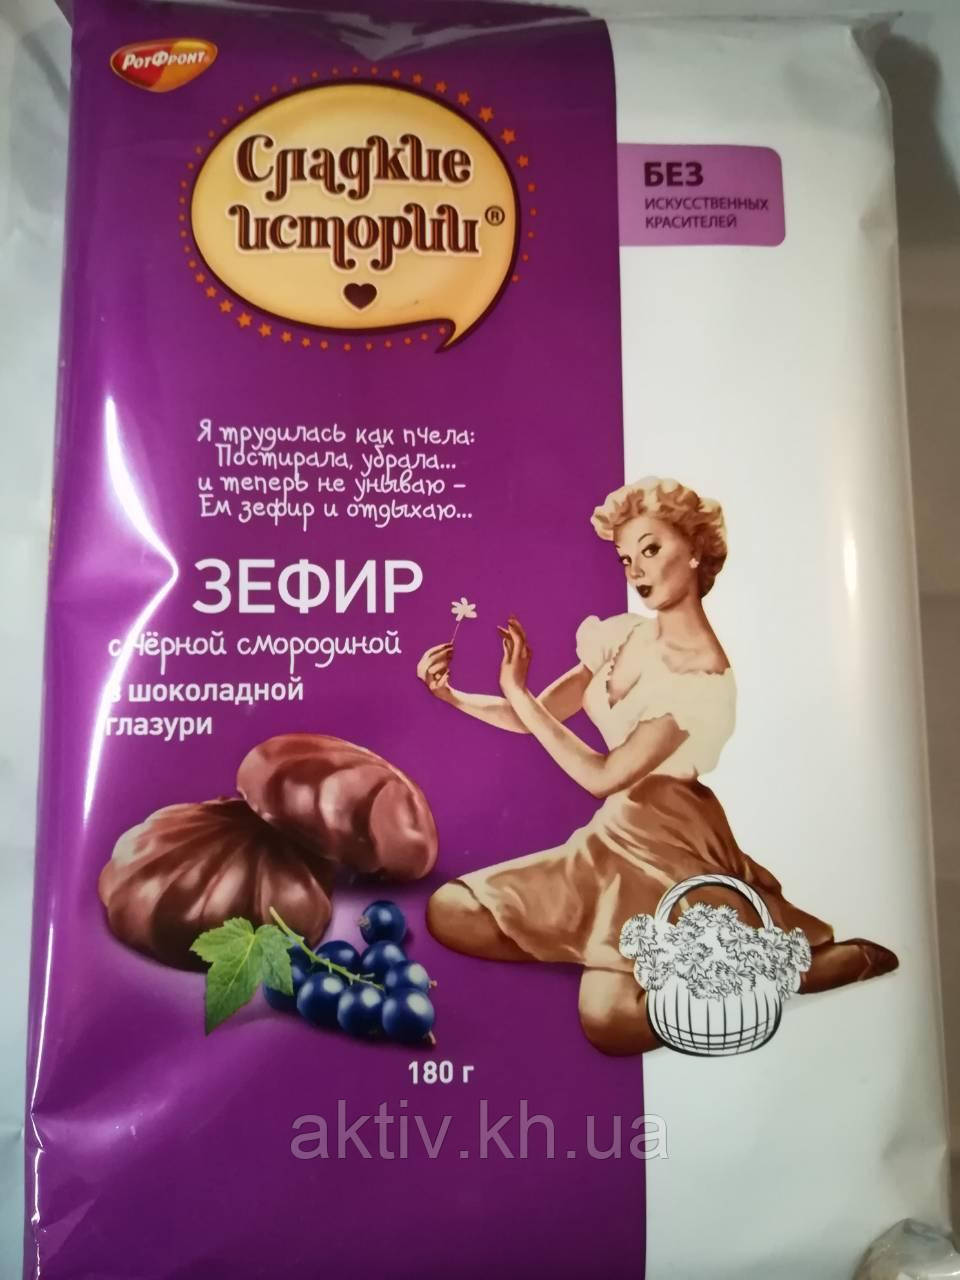 РотФронт®
Сладкие
истории®
БЕЗ
ИСКУССТВЕННЫХ
КРАСИТЕЛЕЙ
Я трудилась как пчела:
Постирала, убрала...
и теперь не унываю –
Ем зефир и отдыхаю...
ЗЕФИР
с чёрной смородиной
в шоколадной
глазури
180 г
aktiv.kh.ua